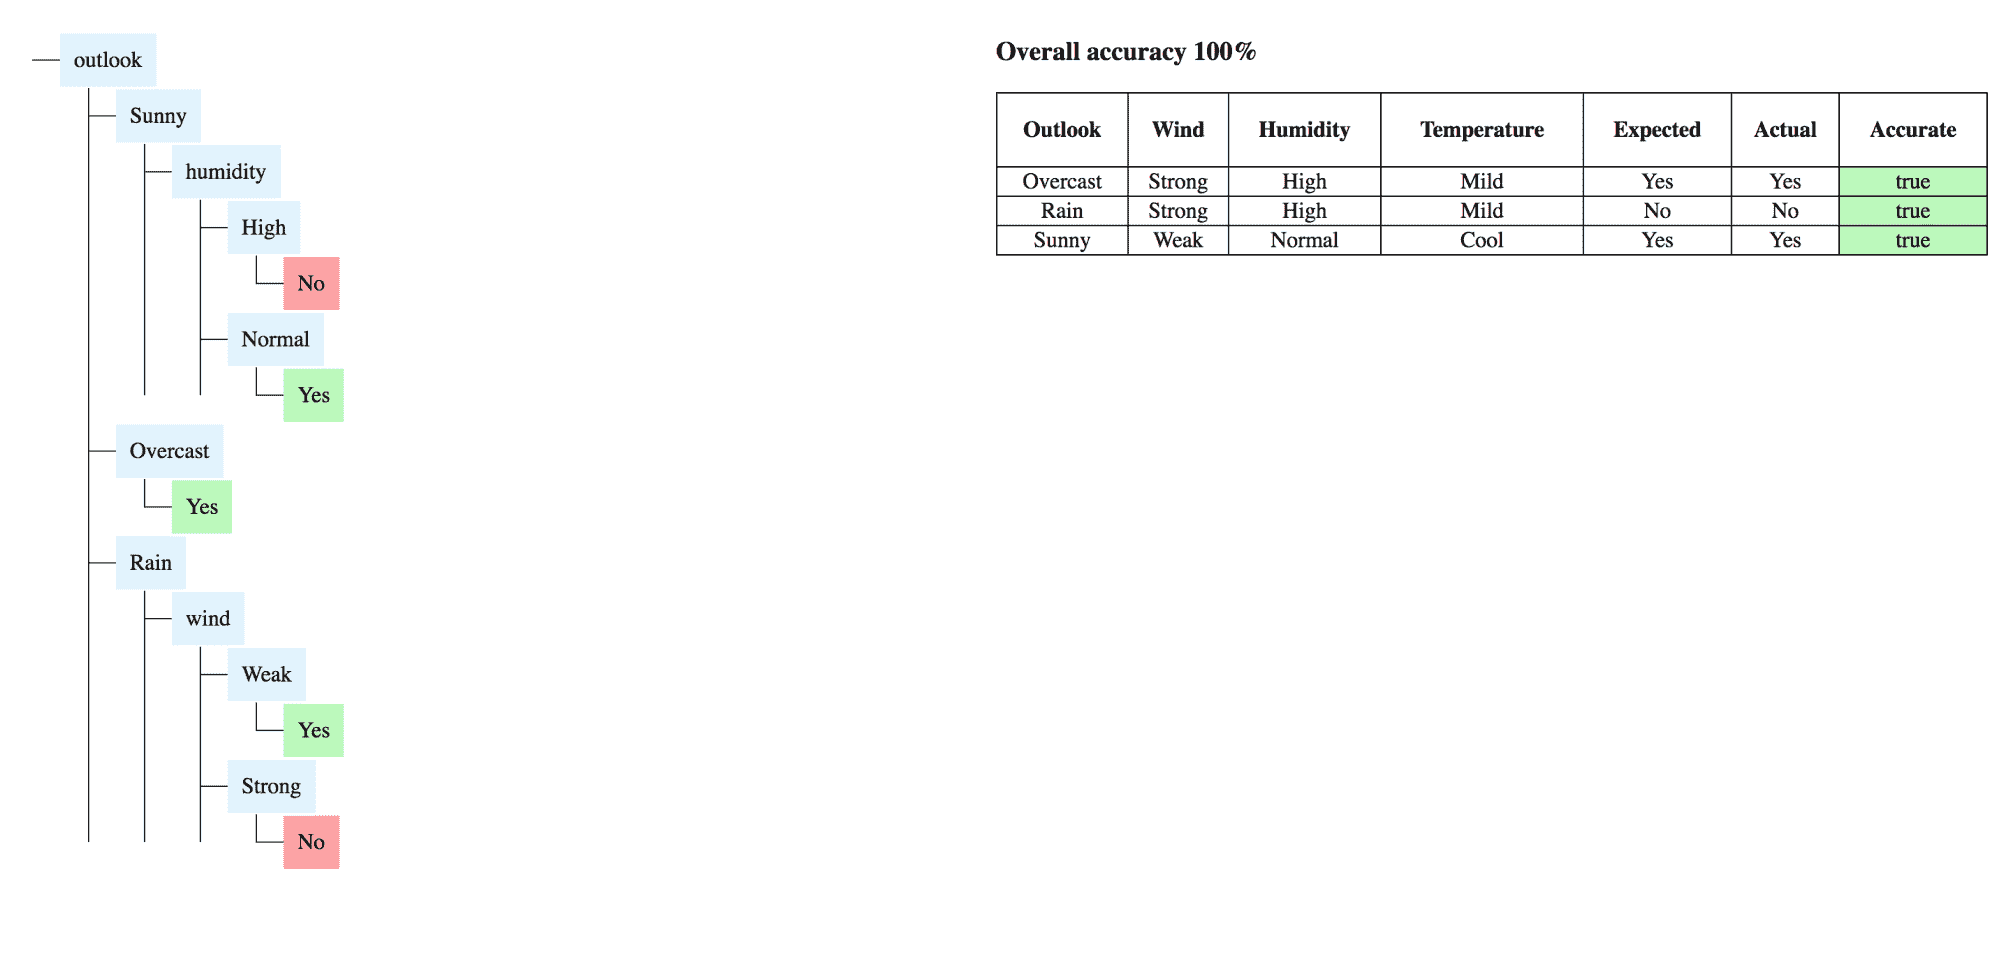 outlook
Sunny
humidity
High
No
Normal
Yes
Overcast
Yes
Rain
wind
Weak
Yes
Strong
No
Overall accuracy 100%
Outlook Wind Humidity Temperature Expected Actual Accurate
Overcast Strong High Mild Yes Yes true
Rain Strong High Mild No No true
Sunny Weak Normal Cool Yes Yes true